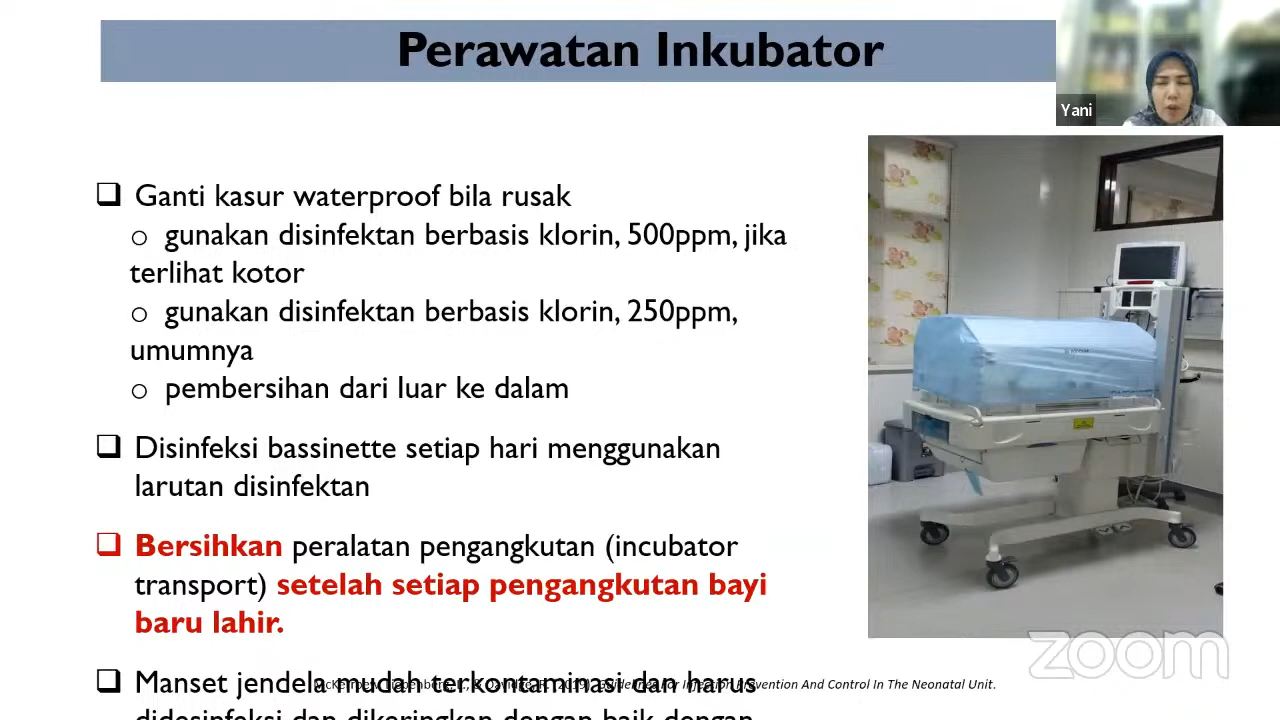 Perawatan Inkubator
Yani
❑ Ganti kasur waterproof bila rusak
o gunakan disinfektan berbasis klorin, 500ppm, jika
terlihat kotor
o gunakan disinfektan berbasis klorin, 250ppm,
umumnya
o pembersihan dari luar ke dalam
❑ Disinfeksi bassinette setiap hari menggunakan
larutan disinfektan
❑ Bersihkan peralatan pengangkutan (incubator
transport) setelah setiap pengangkutan bayi
baru lahir.
❑ Manset jendela mudah terkontaminasi dan harus
Injection Prevention And Control In The Neonatal Unit.
didesinfeksi dan dikeringkan dengan baik dengan
zoom